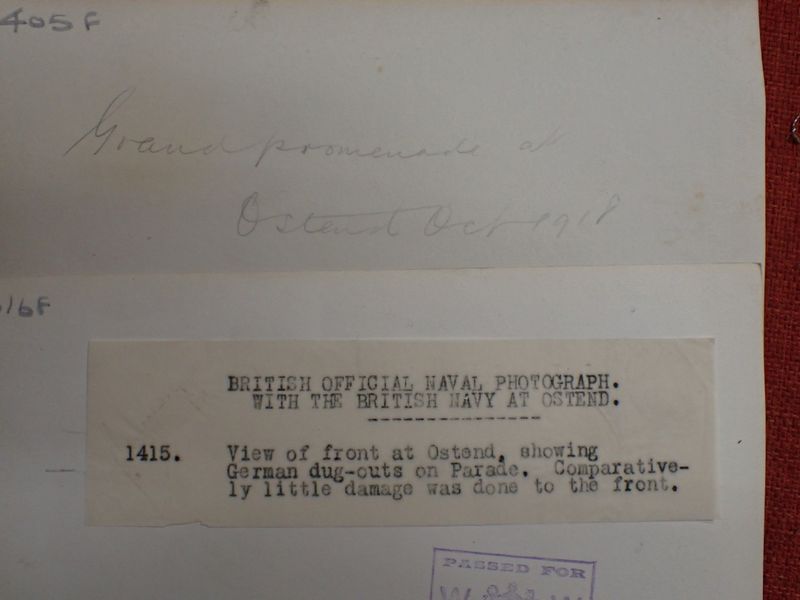 405F
Grand promenade at
Ostend Oct 1918
16F
BRITISH OFFICIAL NAVAL PHOTOGRAPH.
WITH THE BRITISH NAVY AT OSTEND.
1415. View of front at Ostend, showing
German dug-outs on Parade. Comparative-
ly little damage was done to the front.
PASSED FOR